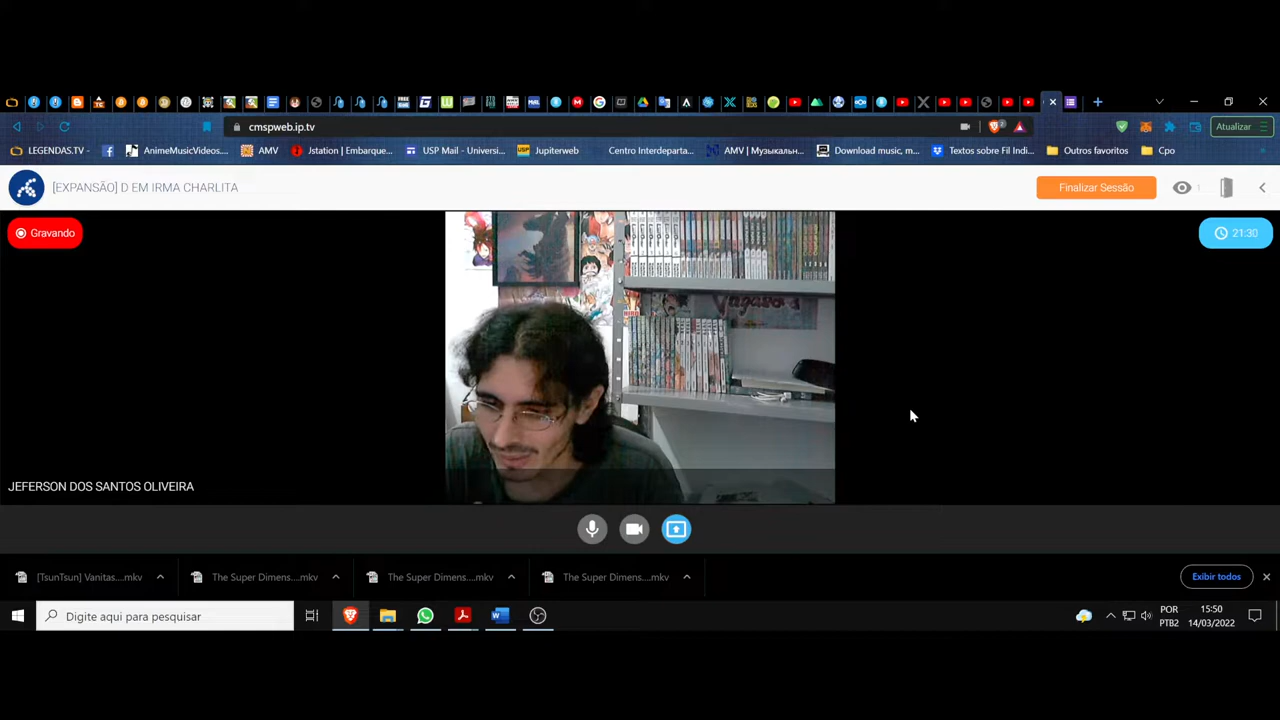 cmspweb.ip.tv
Atualizar
LEGENDAS.TV -
AnimeMusicVideos...
AMV
Jstation | Embarque...
USP Mail - Universi...
Jupiterweb
Centro Interdeparta...
AMV | Музыкальн...
Download music, m...
Textos sobre Fil Indi...
Outros favoritos
Cpo
[EXPANSÃO] D EM IRMA CHARLITA
Finalizar Sessão
1
Gravando
21:30
Vagabond
JEFERSON DOS SANTOS OLIVEIRA
[TsunTsun] Vanitas....mkv
The Super Dimens....mkv
The Super Dimens....mkv
The Super Dimens....mkv
Exibir todos
Digite aqui para pesquisar
POR
PTB2
15:50
14/03/2022